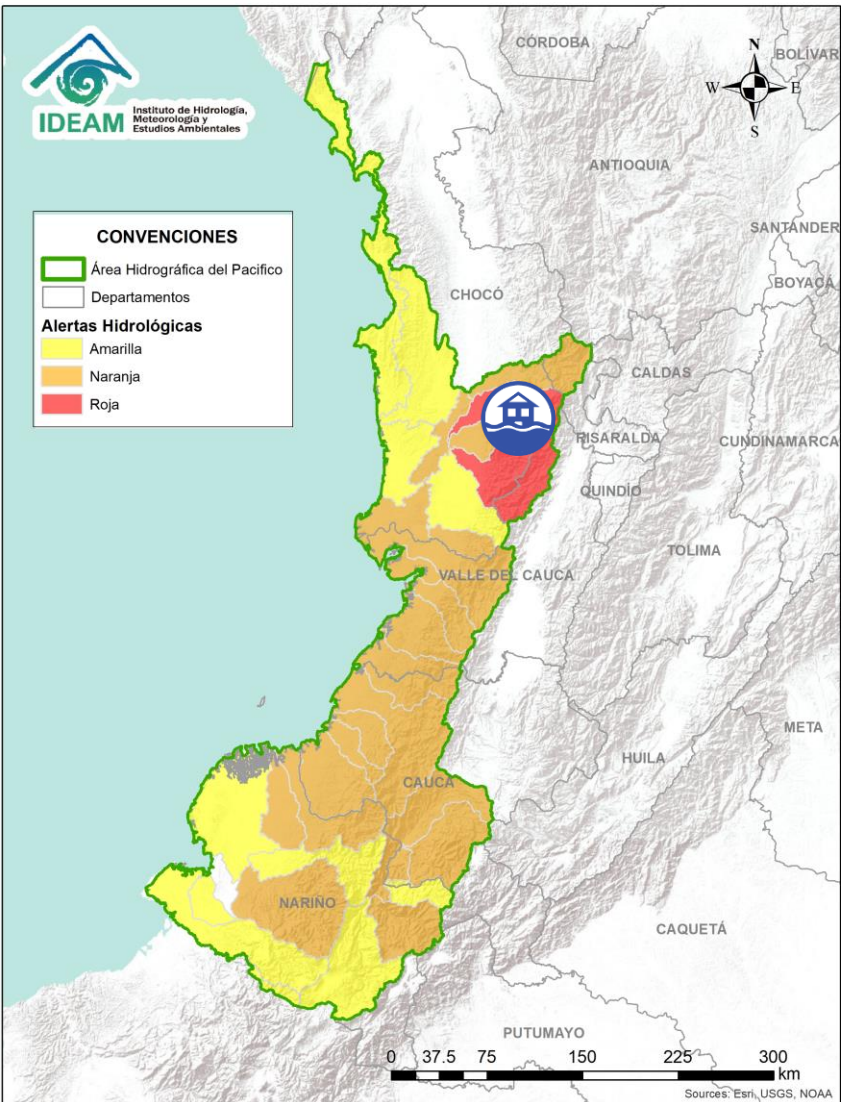 IDEAM
Instituto de Hidrología,
Meteorología y
Estudios Ambientales
CONVENCIONES
Área Hidrográfica del Pacifico
Departamentos
Alertas Hidrológicas
Amarilla
Naranja
Roja
N
W E
S
CÓRDOBA
BOLÍVAR
ANTIOQUIA
SANTANDER
BOYACÁ
CHOCÓ
CALDAS
RISARALDA
CUNDINAMARCA
QUINDÍO
TOLIMA
VALLE DEL CAUCA
META
HUILA
CAUCA
NARIÑO
CAQUETÁ
PUTUMAYO
0 37.5 75 150 225 300
km
Sources: Esri, USGS, NOAA